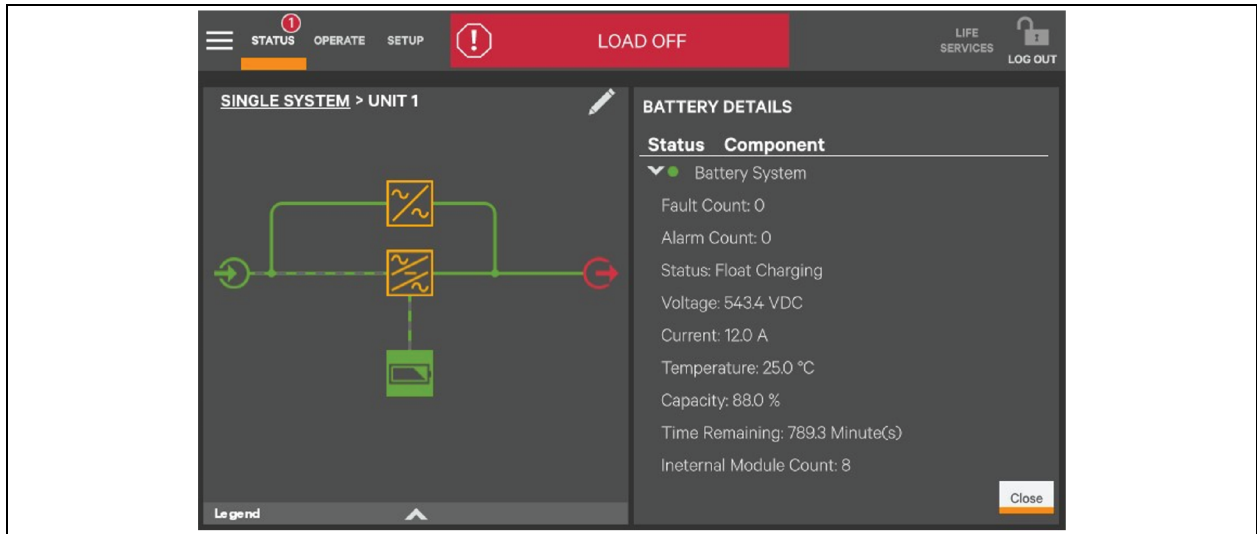 1
STATUS
OPERATE
SETUP
!
LOAD OFF
LIFE
SERVICES
LOG OUT
SINGLE SYSTEM > UNIT 1
BATTERY DETAILS
Status Component
Battery System
Fault Count: 0
Alarm Count: 0
Status: Float Charging
Voltage: 543.4 VDC
Current: 12.0 A
Temperature: 25.0 °C
Capacity: 88.0 %
Time Remaining: 789.3 Minute(s)
Ineternal Module Count: 8
Close
Legend